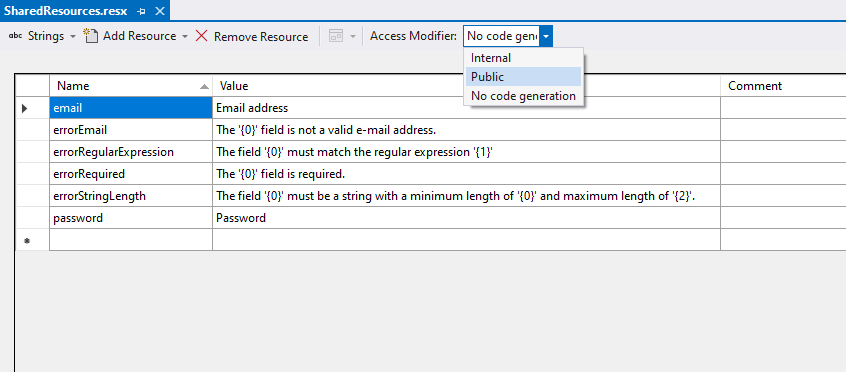 SharedResources.resx
abc Strings Add Resource Remove Resource Access Modifier: No code gene
Internal
Public
No code generation
Name Value Comment
email Email address
errorEmail The '{0}' field is not a valid e-mail address.
errorRegularExpression The field '{0}' must match the regular expression '{1}'
errorRequired The '{0}' field is required.
errorStringLength The field '{0}' must be a string with a minimum length of '{0}' and maximum length of '{2}'.
password Password